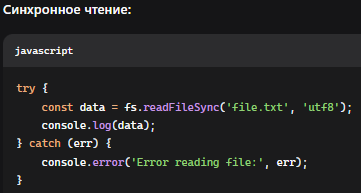 Синхронное чтение:
javascript
try {
    const data = fs.readFileSync('file.txt', 'utf8');
    console.log(data);
} catch (err) {
    console.error('Error reading file:', err);
}